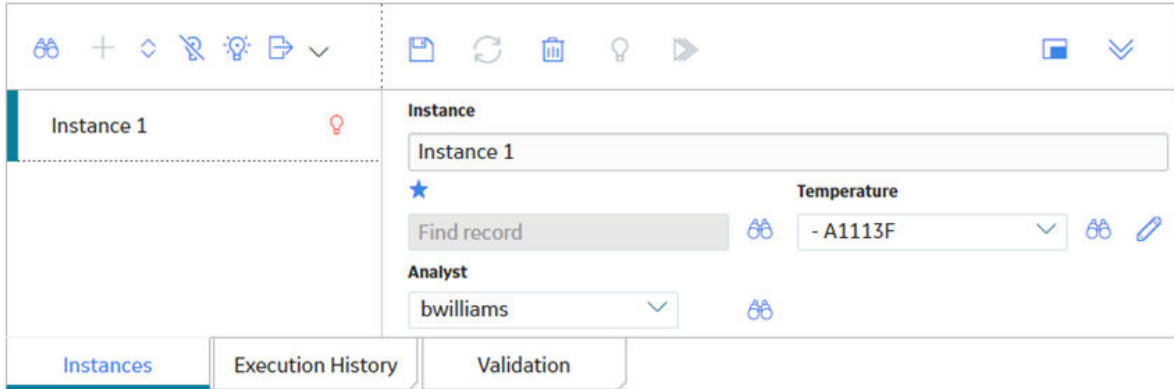 Instance 1
Instance
Instance 1
Temperature
Find record
- A1113F
Analyst
bwilliams
Instances
Execution History
Validation